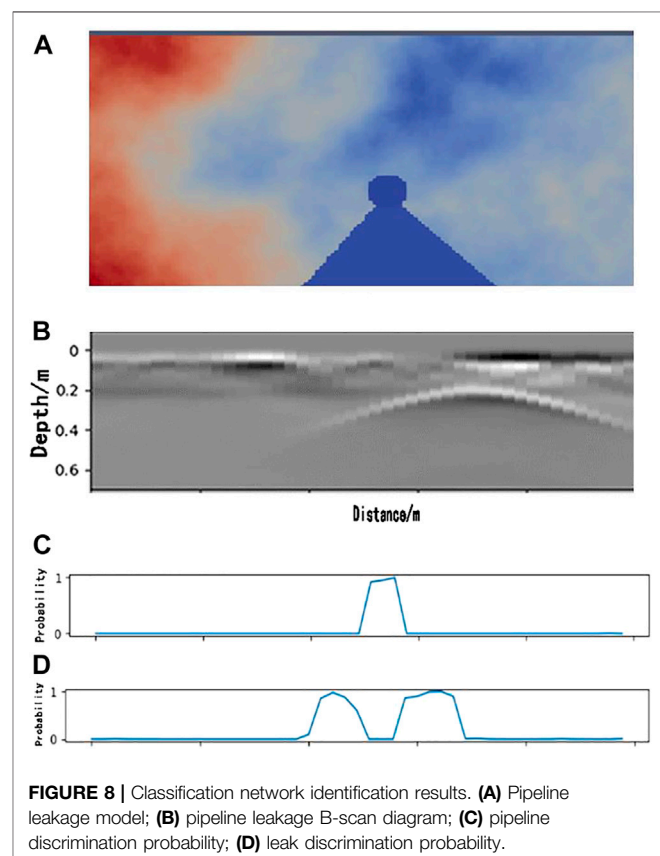 A
B
Depth/m
0
0.2
0.4
0.6
Distance/m
C
Probability
1
0
D
Probability
1
0
FIGURE 8 | Classification network identification results. (A) Pipeline
leakage model; (B) pipeline leakage B-scan diagram; (C) pipeline
discrimination probability; (D) leak discrimination probability.